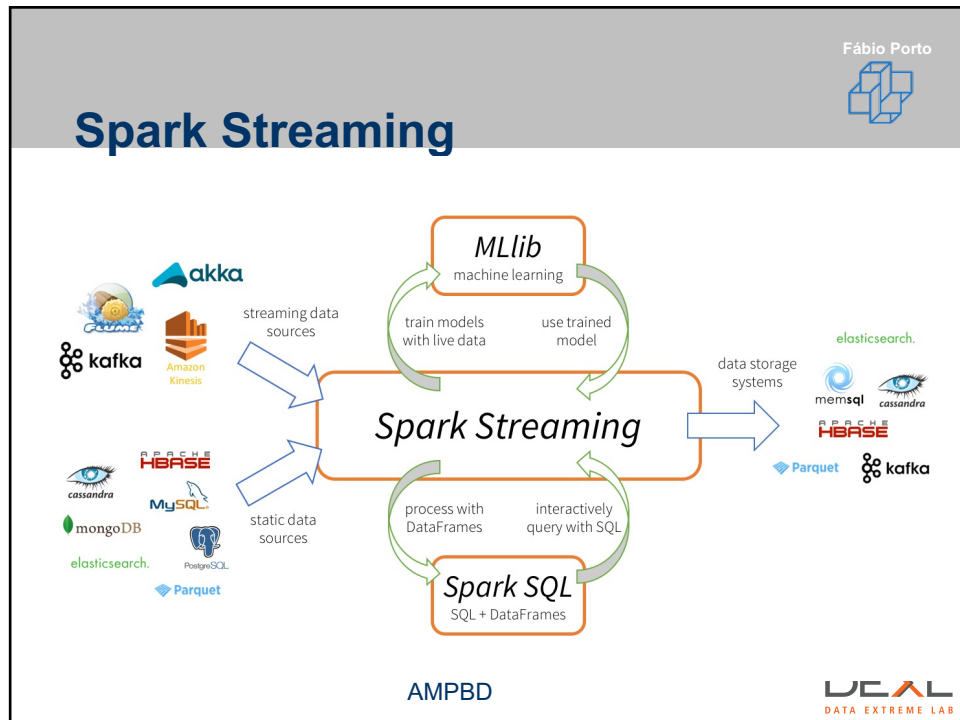 Fábio Porto
Spark Streaming
akka
FLUME
kafka
Amazon
Kinesis
streaming data
sources
APACHE
HBASE
cassandra
MySQL®
mongoDB
PostgreSQL
elasticsearch.
Parquet
static data
sources
MLlib
machine learning
train models
with live data
use trained
model
Spark Streaming
process with
DataFrames
interactively
query with SQL
Spark SQL
SQL + DataFrames
data storage
systems
elasticsearch.
memsql
cassandra
APACHE
HBASE
Parquet
kafka
AMPBD
DEXL
DATA EXTREME LAB